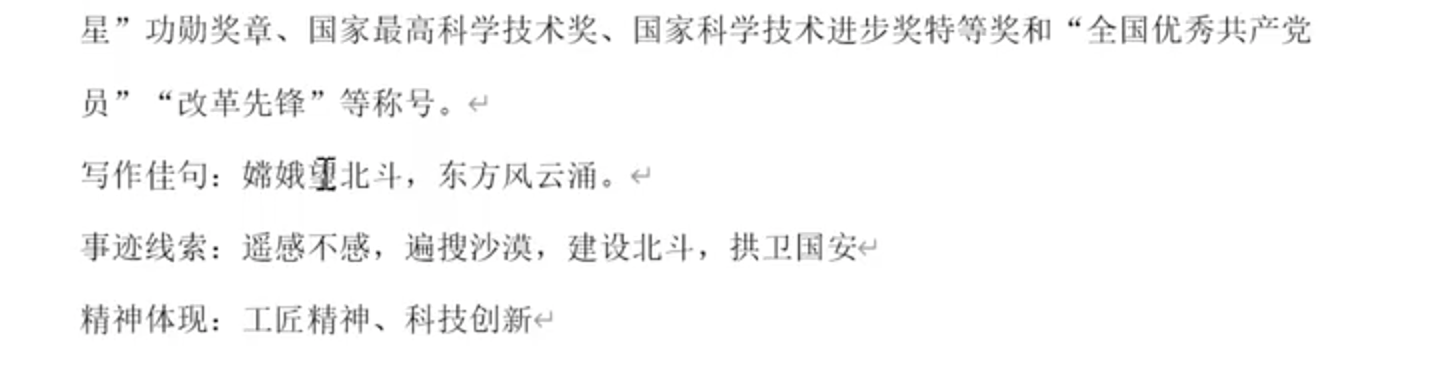 星”功勋奖章、国家最高科学技术奖、国家科学技术进步奖特等奖和“全国优秀共产党
员”“改革先锋”等称号。
写作佳句：嫦娥望北斗，东方风云涌。
事迹线索：遥感不感，遍搜沙漠，建设北斗，拱卫国安
精神体现：工匠精神、科技创新